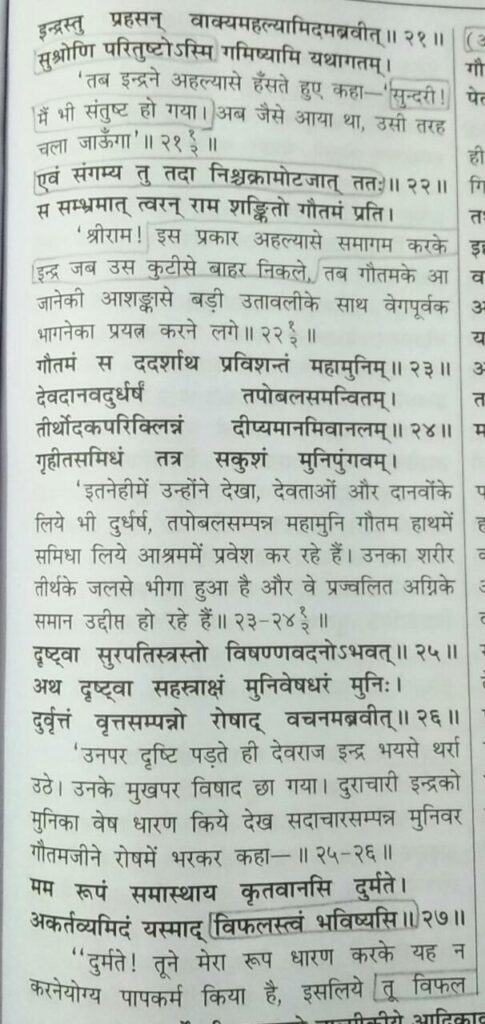 इन्द्रस्तु प्रहसन् वाक्यमहल्यामिदमब्रवीत्॥ २१॥
सुश्रोणि परितुष्टोऽस्मि गमिष्यामि यथागतम्।
'तब इन्द्रने अहल्यासे हँसते हुए कहा—'सुन्दरी!
मैं भी संतुष्ट हो गया। अब जैसे आया था, उसी तरह
चला जाऊँगा'॥ २१ १/२ ॥
एवं संगम्य तु तदा निश्चक्रामोटजात् ततः॥ २२॥
स सम्भ्रमात् त्वरन् राम शङ्कितो गौतमं प्रति।
'श्रीराम! इस प्रकार अहल्यासे समागम करके
इन्द्र जब उस कुटीसे बाहर निकले, तब गौतमके आ
जानेकी आशङ्कासे बड़ी उतावलीके साथ वेगपूर्वक
भागनेका प्रयत्न करने लगे॥ २२ १/२ ॥
गौतमं स ददर्शाथ प्रविशन्तं महामुनिम्॥ २३॥
देवदानवदुर्धर्षं तपोबलसमन्वितम्।
तीर्थोदकपरिक्लिन्नं दीप्यमानमिवानलम्॥ २४॥
गृहीतसमिधं तत्र सकुशं मुनिपुंगवम्।
'इतनेहीमें उन्होंने देखा, देवताओं और दानवोंके
लिये भी दुर्धर्ष, तपोबलसम्पन्न महामुनि गौतम हाथमें
समिधा लिये आश्रममें प्रवेश कर रहे हैं। उनका शरीर
तीर्थके जलसे भीगा हुआ है और वे प्रज्वलित अग्निके
समान उद्दीप्त हो रहे हैं॥ २३-२४ १/२ ॥
दृष्ट्वा सुरपतिस्त्रस्तो विषण्णवदनोऽभवत्॥ २५॥
अथ दृष्ट्वा सहस्राक्षं मुनिवेषधरं मुनिः।
दुर्वृत्तं वृत्तसम्पन्नो रोषाद् वचनमब्रवीत्॥ २६॥
'उनपर दृष्टि पड़ते ही देवराज इन्द्र भयसे थर्रा
उठे। उनके मुखपर विषाद छा गया। दुराचारी इन्द्रको
मुनिका वेष धारण किये देख सदाचारसम्पन्न मुनिवर
गौतमजीने रोषमें भरकर कहा—॥ २५-२६॥
मम रूपं समास्थाय कृतवानसि दुर्मते।
अकर्तव्यमिदं यस्माद् विफलस्त्वं भविष्यसि॥ २७॥
''दुर्मते! तूने मेरा रूप धारण करके यह न
करनेयोग्य पापकर्म किया है, इसलिये तू विफल